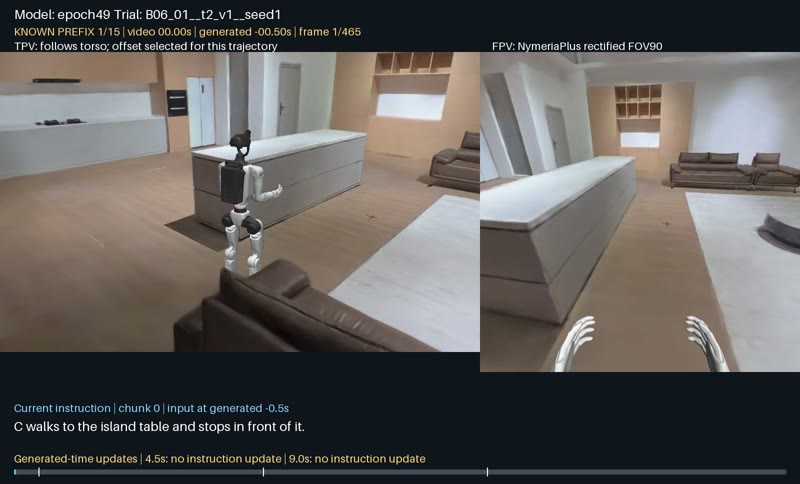 Model: epoch49 Trial: B06_01__t2_v1__seed1
KNOWN PREFIX 1/15 | video 00.00s | generated -00.50s | frame 1/465
TPV: follows torso; offset selected for this trajectory
FPV: NymeriaPlus rectified FOV90
Current instruction | chunk 0 | input at generated -0.5s
C walks to the island table and stops in front of it.
Generated-time updates | 4.5s: no instruction update | 9.0s: no instruction update